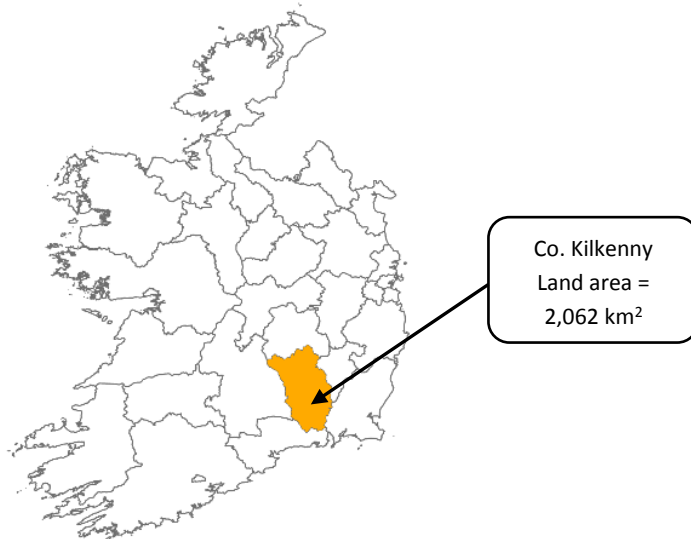 Co. Kilkenny
Land area =
2,062 km²